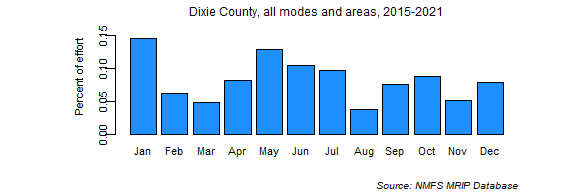 Dixie County, all modes and areas, 2015-2021
Percent of effort
0.15
0.10
0.05
0.00
Jan Feb Mar Apr May Jun Jul Aug Sep Oct Nov Dec
Source: NMFS MRIP Database